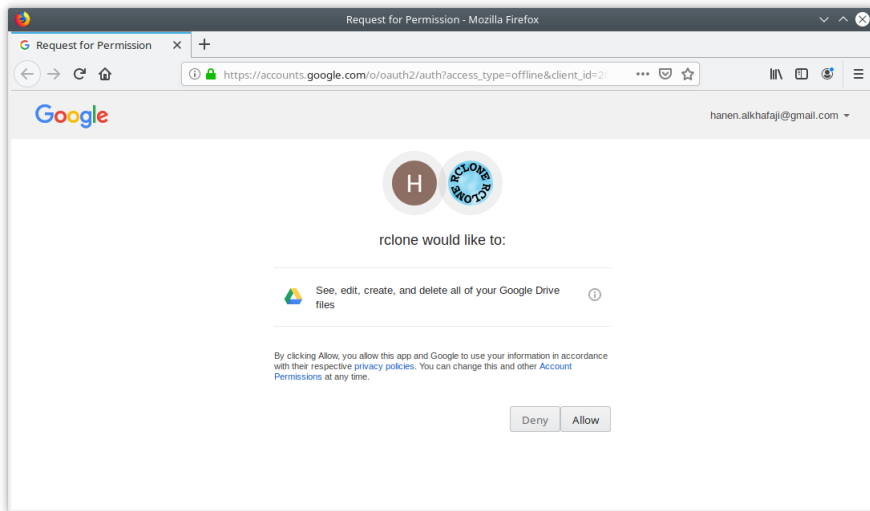 Request for Permission - Mozilla Firefox
Request for Permission
https://accounts.google.com/o/oauth2/auth?access_type=offline&client_id=2
Google
hanen.alkhafaji@gmail.com
H
RCLONE RCLONE
rclone would like to:
See, edit, create, and delete all of your Google Drive
files
By clicking Allow, you allow this app and Google to use your information in accordance
with their respective privacy policies. You can change this and other Account
Permissions at any time.
Deny Allow